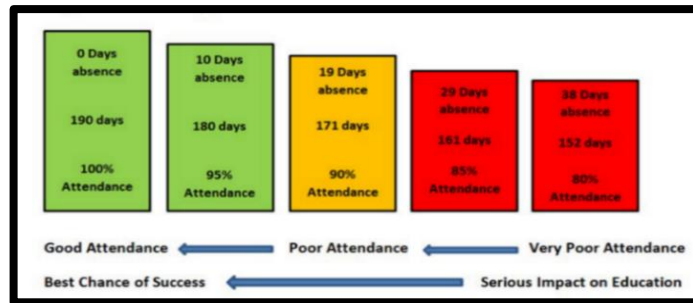 0 Days
absence
190 days
100%
Attendance
10 Days
absence
180 days
95%
Attendance
19 Days
absence
171 days
90%
Attendance
29 Days
absence
161 days
85%
Attendance
38 Days
absence
152 days
80%
Attendance
Good Attendance Poor Attendance Very Poor Attendance
Best Chance of Success Serious Impact on Education